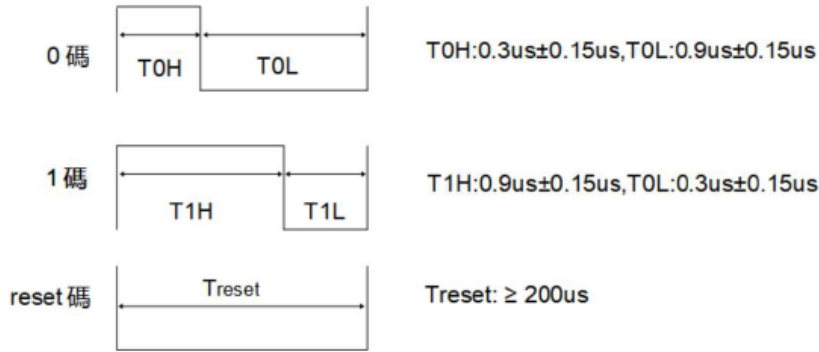 0 碼
T0H
T0L
T0H:0.3us±0.15us,T0L:0.9us±0.15us
1 碼
T1H
T1L
T1H:0.9us±0.15us,T0L:0.3us±0.15us
reset 碼
Treset
Treset: ≥ 200us